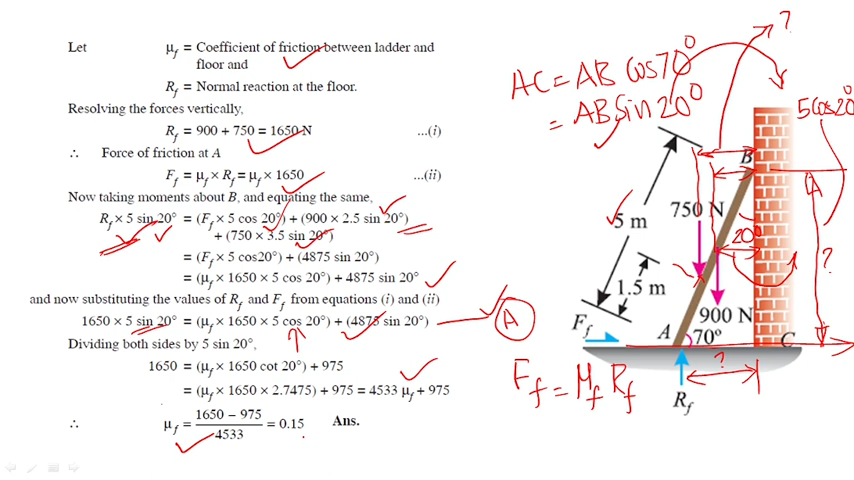 Let μf = Coefficient of friction between ladder and
floor and
Rf = Normal reaction at the floor.
Resolving the forces vertically,
Rf = 900 + 750 = 1650 N ...(i)
∴ Force of friction at A
Ff = μf × Rf = μf × 1650 ...(ii)
Now taking moments about B, and equating the same,
Rf × 5 sin 20° = (Ff × 5 cos 20°) + (900 × 2.5 sin 20°)
+ (750 × 3.5 sin 20°)
= (Ff × 5 cos20°) + (4875 sin 20°)
= (μf × 1650 × 5 cos 20°) + 4875 sin 20°
and now substituting the values of Rf and Ff from equations (i) and (ii)
1650 × 5 sin 20° = (μf × 1650 × 5 cos 20°) + (4875 sin 20°)
A
Dividing both sides by 5 sin 20°,
1650 = (μf × 1650 cot 20°) + 975
= (μf × 1650 × 2.7475) + 975 = 4533 μf + 975
∴ μf = 1650 – 975 / 4533 = 0.15 Ans.
?
AC = AB cos 70°
= AB sin 20°
5 cos 20°
B
5 m
750 N
20°
?
1.5 m
900 N
Ff
A
70°
C
?
Ff = μf Rf
Rf